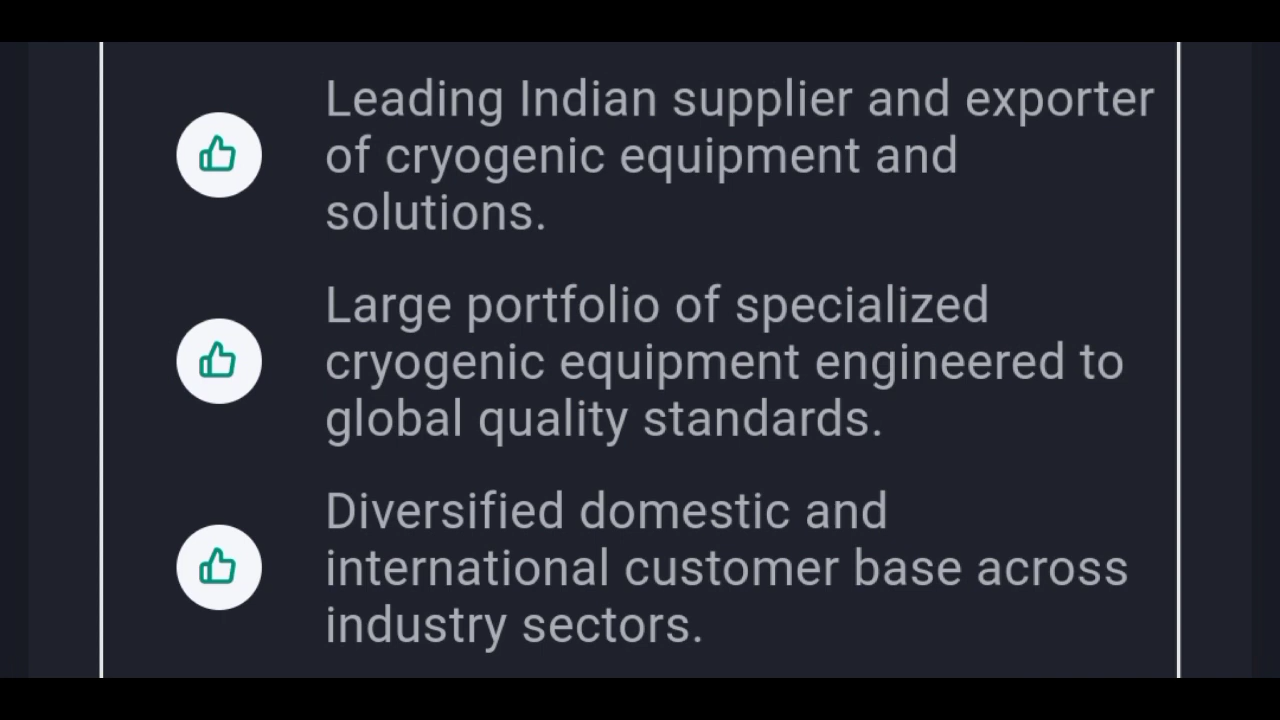 Leading Indian supplier and exporter
of cryogenic equipment and
solutions.
Large portfolio of specialized
cryogenic equipment engineered to
global quality standards.
Diversified domestic and
international customer base across
industry sectors.